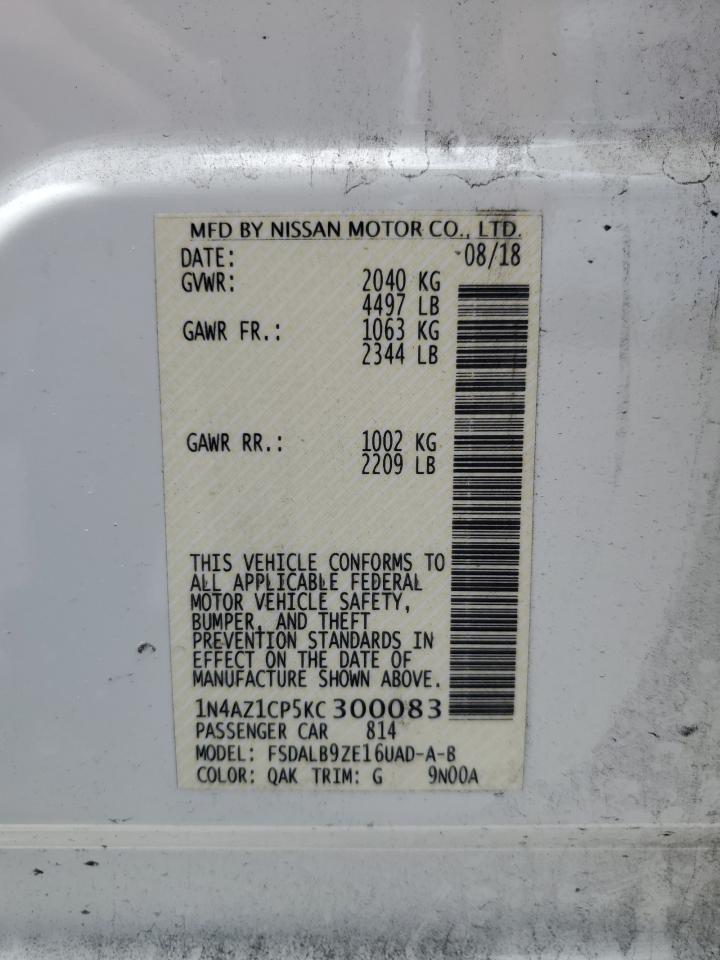 MFD BY NISSAN MOTOR CO., LTD.
DATE: 08/18
GVWR: 2040 KG
4497 LB
GAWR FR.: 1063 KG
2344 LB
GAWR RR.: 1002 KG
2209 LB
THIS VEHICLE CONFORMS TO
ALL APPLICABLE FEDERAL
MOTOR VEHICLE SAFETY,
BUMPER, AND THEFT
PREVENTION STANDARDS IN
EFFECT ON THE DATE OF
MANUFACTURE SHOWN ABOVE.
1N4AZ1CP5KC 300083
PASSENGER CAR 814
MODEL: FSDALB9ZE16UAD-A-B
COLOR: QAK TRIM: G 9N00A